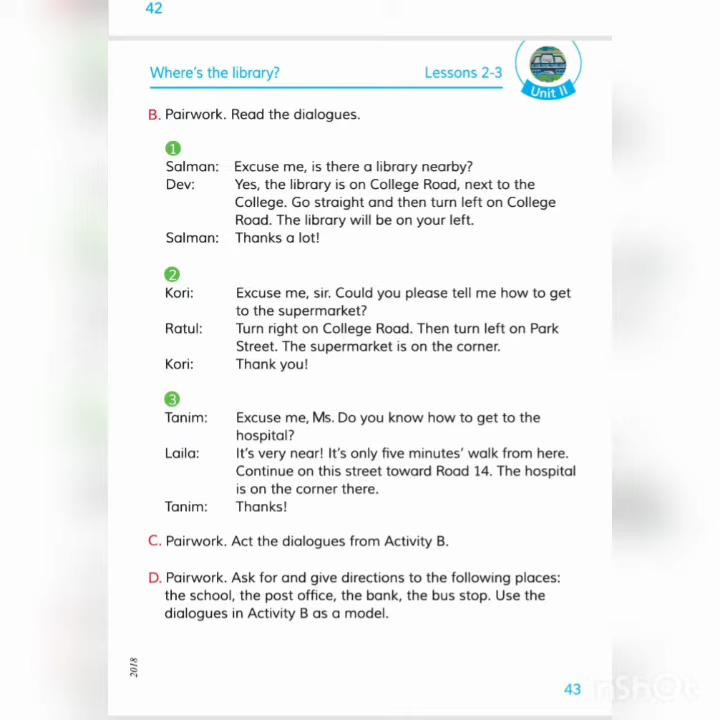 42
Where's the library?
Lessons 2-3
Unit 11
B. Pairwork. Read the dialogues.
1
Salman: Excuse me, is there a library nearby?
Dev: Yes, the library is on College Road, next to the
College. Go straight and then turn left on College
Road. The library will be on your left.
Salman: Thanks a lot!
2
Kori: Excuse me, sir. Could you please tell me how to get
to the supermarket?
Ratul: Turn right on College Road. Then turn left on Park
Street. The supermarket is on the corner.
Kori: Thank you!
3
Tanim: Excuse me, Ms. Do you know how to get to the
hospital?
Laila: It's very near! It's only five minutes' walk from here.
Continue on this street toward Road 14. The hospital
is on the corner there.
Tanim: Thanks!
C. Pairwork. Act the dialogues from Activity B.
D. Pairwork. Ask for and give directions to the following places:
the school, the post office, the bank, the bus stop. Use the
dialogues in Activity B as a model.
2018
43
InShOt